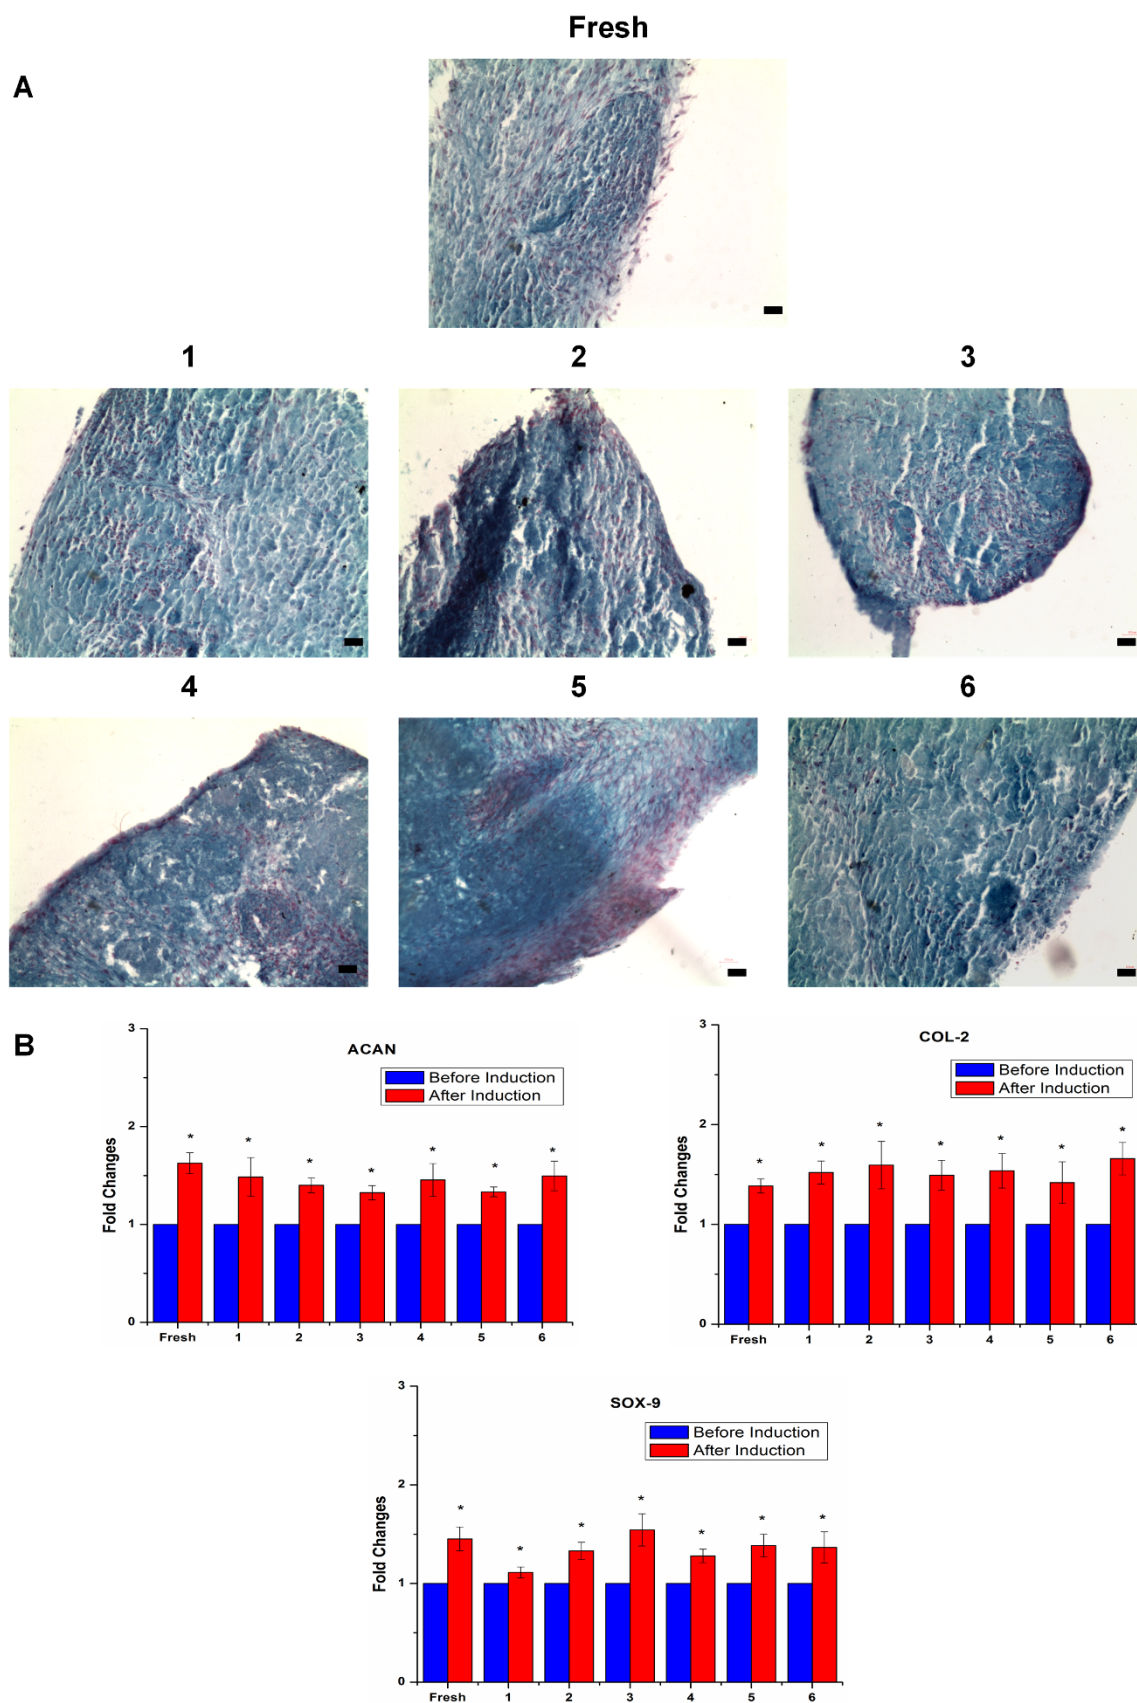 Fresh
A
1 2 3
4 5 6
B
ACAN
Before Induction
After Induction
Fold Changes
3
2
1
0
* * * * * * *
Fresh 1 2 3 4 5 6
COL-2
Before Induction
After Induction
Fold Changes
3
2
1
0
* * * * * * *
Fresh 1 2 3 4 5 6
SOX-9
Before Induction
After Induction
Fold Changes
3
2
1
0
* * * * * * *
Fresh 1 2 3 4 5 6